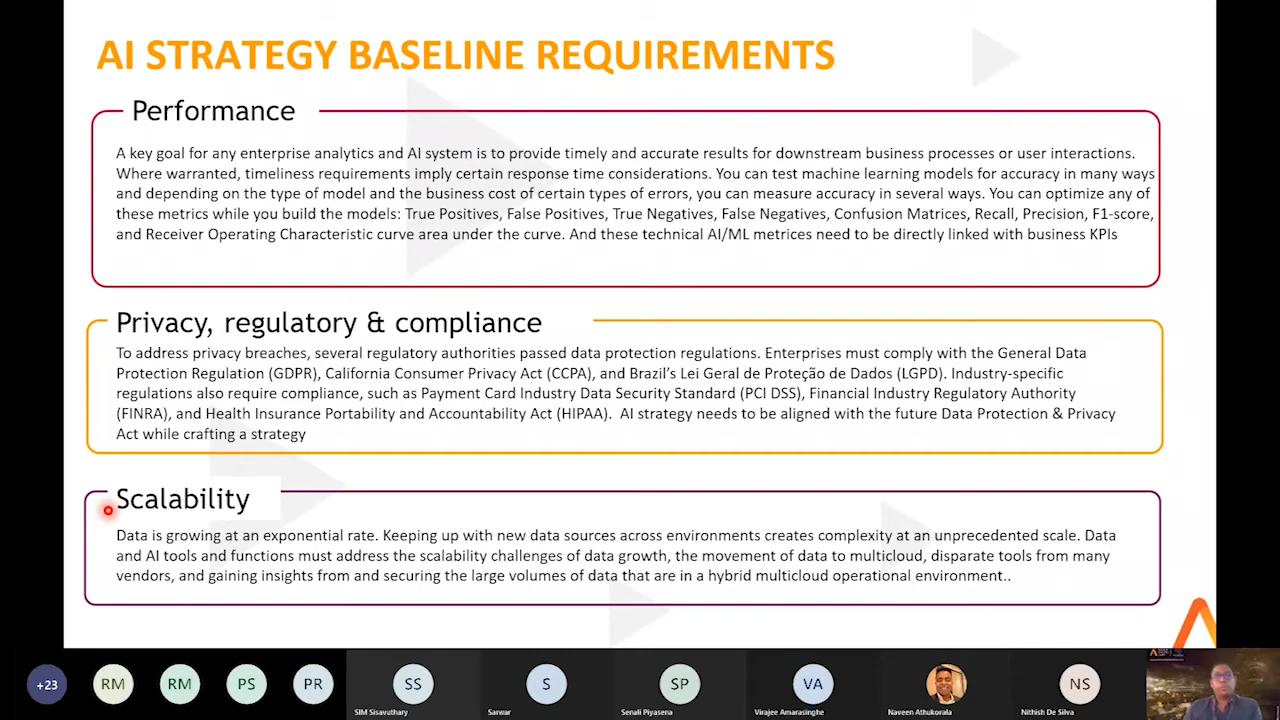 AI STRATEGY BASELINE REQUIREMENTS
Performance
A key goal for any enterprise analytics and AI system is to provide timely and accurate results for downstream business processes or user interactions.
Where warranted, timeliness requirements imply certain response time considerations. You can test machine learning models for accuracy in many ways
and depending on the type of model and the business cost of certain types of errors, you can measure accuracy in several ways. You can optimize any of
these metrics while you build the models: True Positives, False Positives, True Negatives, False Negatives, Confusion Matrices, Recall, Precision, F1-score,
and Receiver Operating Characteristic curve area under the curve. And these technical AI/ML metrices need to be directly linked with business KPIs
Privacy, regulatory & compliance
To address privacy breaches, several regulatory authorities passed data protection regulations. Enterprises must comply with the General Data
Protection Regulation (GDPR), California Consumer Privacy Act (CCPA), and Brazil's Lei Geral de Proteção de Dados (LGPD). Industry-specific
regulations also require compliance, such as Payment Card Industry Data Security Standard (PCI DSS), Financial Industry Regulatory Authority
(FINRA), and Health Insurance Portability and Accountability Act (HIPAA).  AI strategy needs to be aligned with the future Data Protection & Privacy
Act while crafting a strategy
Scalability
Data is growing at an exponential rate. Keeping up with new data sources across environments creates complexity at an unprecedented scale. Data
and AI tools and functions must address the scalability challenges of data growth, the movement of data to multicloud, disparate tools from many
vendors, and gaining insights from and securing the large volumes of data that are in a hybrid multicloud operational environment..
+23 RM RM PS PR SS S SP VA NS
SIM Sisavuthary Sarwar Senali Piyasena Virajee Amarasinghe Naveen Athukorala Nithish De Silva